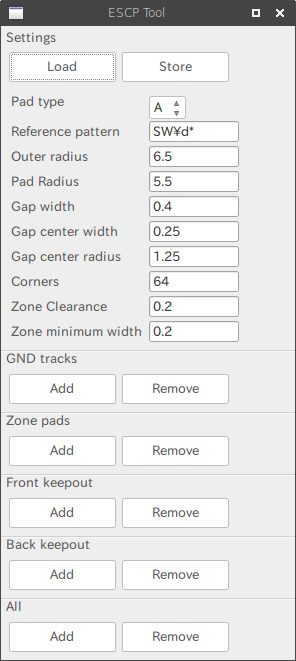 ESCP Tool
Settings
Load Store
Pad type A
Reference pattern SW¥d*
Outer radius 6.5
Pad Radius 5.5
Gap width 0.4
Gap center width 0.25
Gap center radius 1.25
Corners 64
Zone Clearance 0.2
Zone minimum width 0.2
GND tracks
Add Remove
Zone pads
Add Remove
Front keepout
Add Remove
Back keepout
Add Remove
All
Add Remove